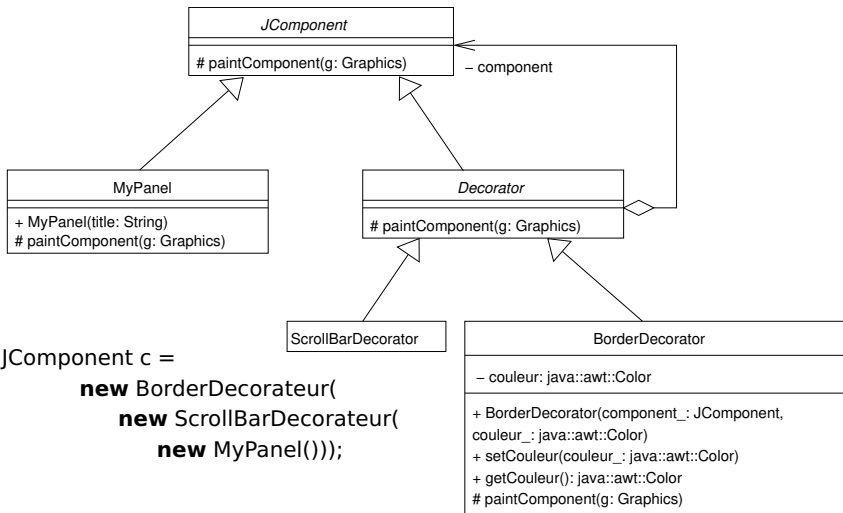 JComponent
# paintComponent(g: Graphics)
– component
MyPanel
+ MyPanel(title: String)
# paintComponent(g: Graphics)
Decorator
# paintComponent(g: Graphics)
ScrollBarDecorator
BorderDecorator
– couleur: java::awt::Color
+ BorderDecorator(component_: JComponent,
couleur_: java::awt::Color)
+ setCouleur(couleur_: java::awt::Color)
+ getCouleur(): java::awt::Color
# paintComponent(g: Graphics)
JComponent c =
new BorderDecorateur(
new ScrollBarDecorateur(
new MyPanel()));